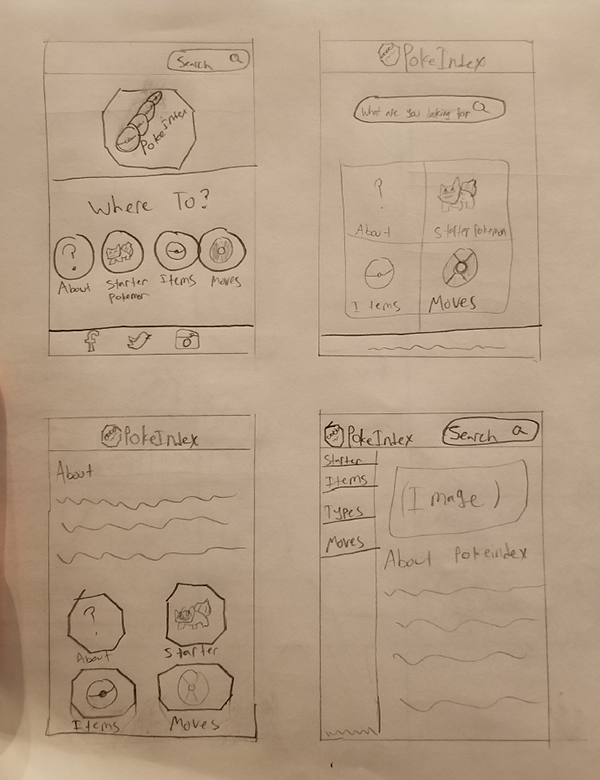 Search
PokeIndex
Where To?
About
Starter
pokemon
Items
Moves
PokeIndex
What are you looking for
?
About
Starter Pokemon
Items
Moves
PokeIndex
About
?
About
Starter
Items
Moves
PokeIndex
Search
Starter
Items
Types
Moves
(Image)
About Pokeindex